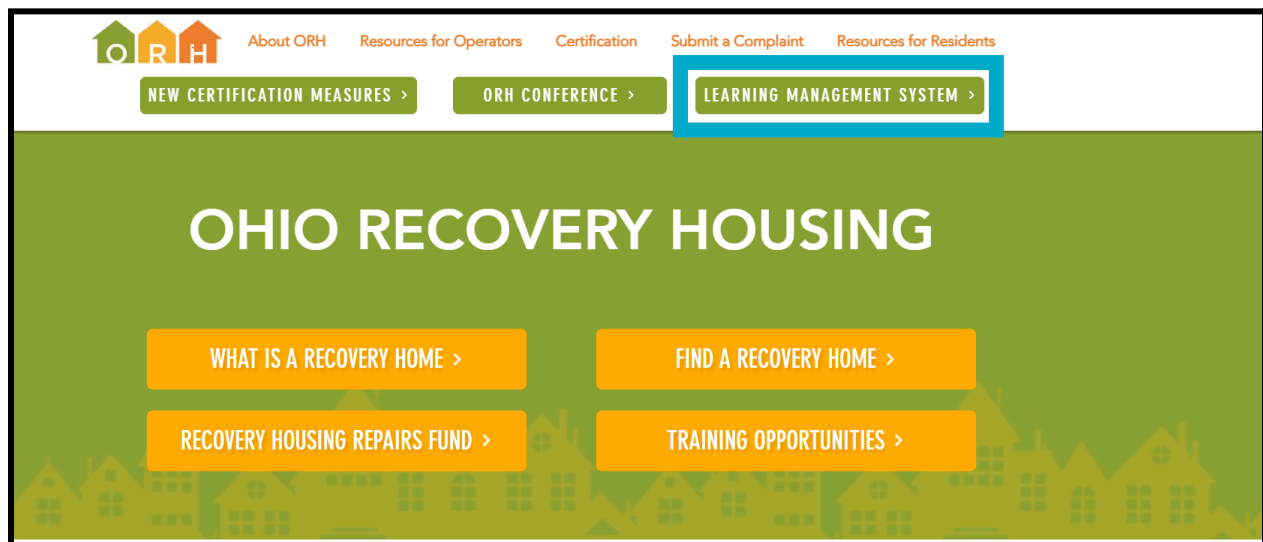 ORH
About ORH Resources for Operators Certification Submit a Complaint Resources for Residents
NEW CERTIFICATION MEASURES > ORH CONFERENCE > LEARNING MANAGEMENT SYSTEM >
OHIO RECOVERY HOUSING
WHAT IS A RECOVERY HOME > FIND A RECOVERY HOME >
RECOVERY HOUSING REPAIRS FUND > TRAINING OPPORTUNITIES >